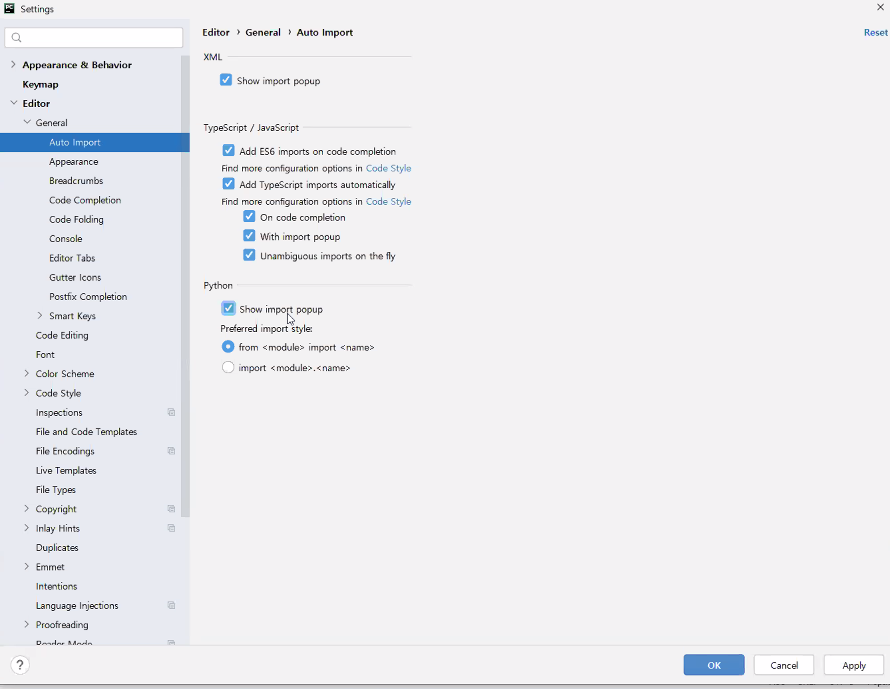 PC Settings
Editor > General > Auto Import
Reset
Appearance & Behavior
Keymap
Editor
General
Auto Import
Appearance
Breadcrumbs
Code Completion
Code Folding
Console
Editor Tabs
Gutter Icons
Postfix Completion
Smart Keys
Code Editing
Font
Color Scheme
Code Style
Inspections
File and Code Templates
File Encodings
Live Templates
File Types
Copyright
Inlay Hints
Duplicates
Emmet
Intentions
Language Injections
Proofreading
Reader Mode
XML
Show import popup
TypeScript / JavaScript
Add ES6 imports on code completion
Find more configuration options in Code Style
Add TypeScript imports automatically
Find more configuration options in Code Style
On code completion
With import popup
Unambiguous imports on the fly
Python
Show import popup
Preferred import style:
from <module> import <name>
import <module>.<name>
?
OK
Cancel
Apply